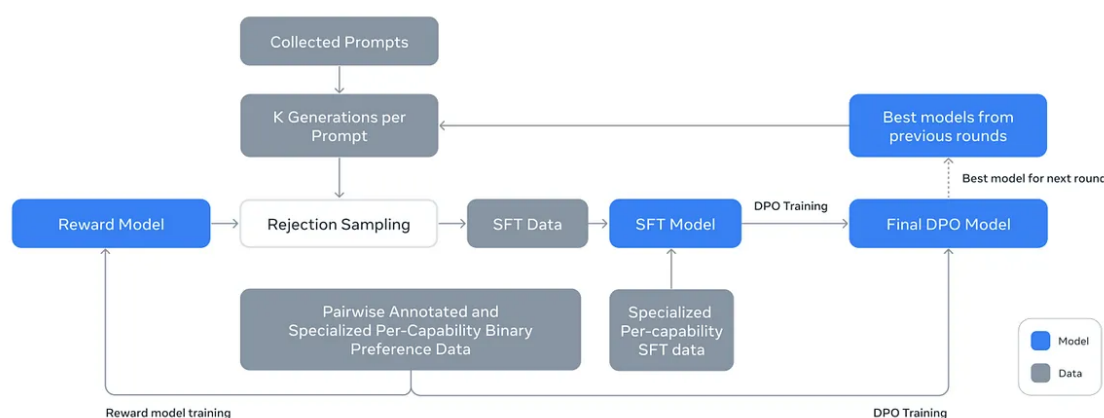 Collected Prompts
K Generations per
Prompt
Best models from
previous rounds
Best model for next round
Reward Model
Rejection Sampling
SFT Data
SFT Model
DPO Training
Final DPO Model
Pairwise Annotated and
Specialized Per-Capability Binary
Preference Data
Specialized
Per-capability
SFT data
Model
Data
Reward model training
DPO Training